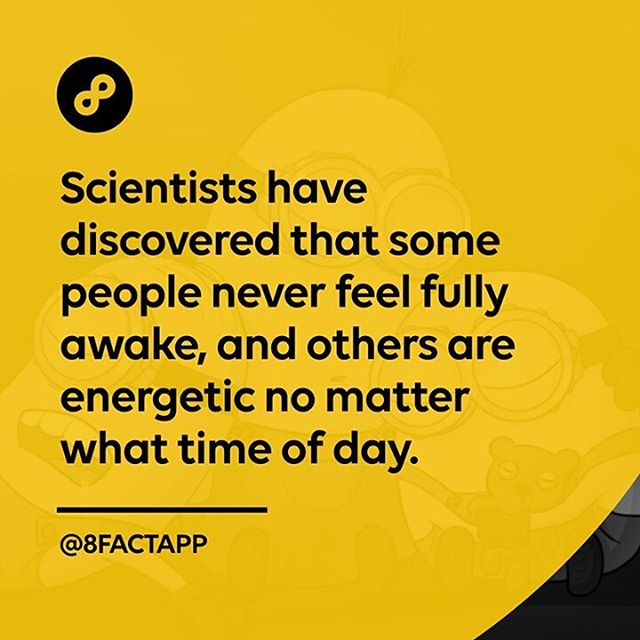 Scientists have
discovered that some
people never feel fully
awake, and others are
energetic no matter
what time of day.
@8FACTAPP